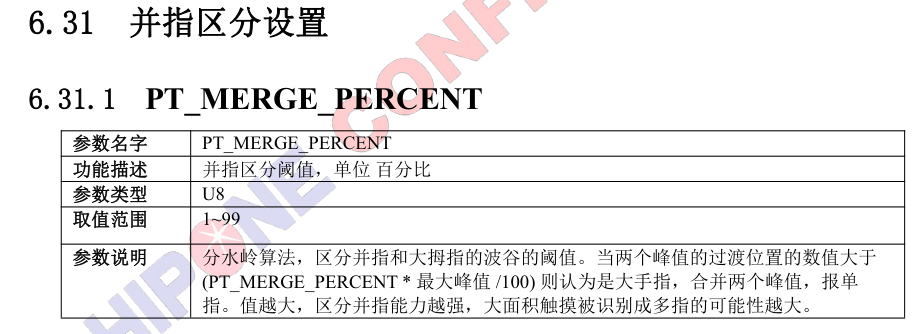 6.31 并指区分设置
6.31.1 PT_MERGE_PERCENT
参数名字 PT_MERGE_PERCENT
功能描述 并指区分阈值，单位 百分比
参数类型 U8
取值范围 1~99
参数说明 分水岭算法，区分并指和大拇指的波谷的阈值。当两个峰值的过渡位置的数值大于
(PT_MERGE_PERCENT * 最大峰值 /100) 则认为是大手指，合并两个峰值，报单
指。值越大，区分并指能力越强，大面积触摸被识别成多指的可能性越大。
HIPONE CONFI